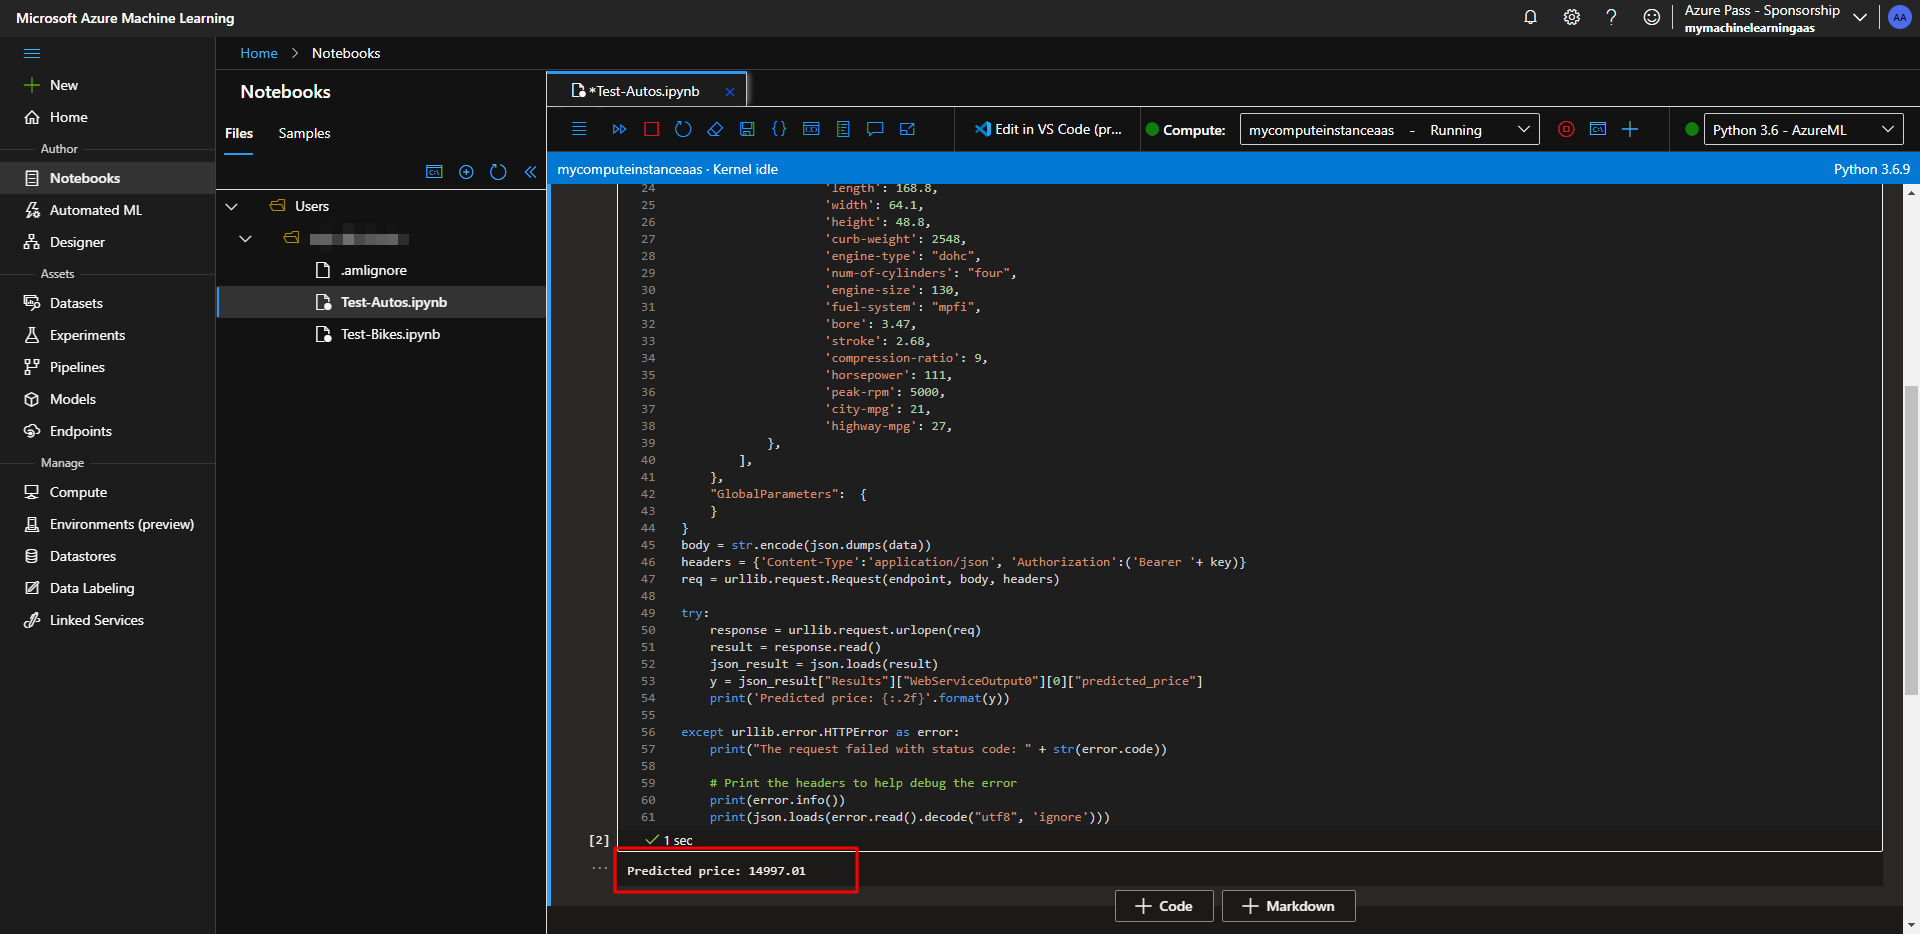 Microsoft Azure Machine Learning
Azure Pass - Sponsorship
mymachinelearningaas
AA
New
Home
Author
Notebooks
Automated ML
Designer
Assets
Datasets
Experiments
Pipelines
Models
Endpoints
Manage
Compute
Environments (preview)
Datastores
Data Labeling
Linked Services
Home > Notebooks
Notebooks
Files Samples
Users
.amlignore
Test-Autos.ipynb
Test-Bikes.ipynb
*Test-Autos.ipynb
Edit in VS Code (pr...
Compute: mycomputeinstanceaas - Running
Python 3.6 - AzureML
mycomputeinstanceaas · Kernel idle
Python 3.6.9
24 'length': 168.8,
25 'width': 64.1,
26 'height': 48.8,
27 'curb-weight': 2548,
28 'engine-type': "dohc",
29 'num-of-cylinders': "four",
30 'engine-size': 130,
31 'fuel-system': "mpfi",
32 'bore': 3.47,
33 'stroke': 2.68,
34 'compression-ratio': 9,
35 'horsepower': 111,
36 'peak-rpm': 5000,
37 'city-mpg': 21,
38 'highway-mpg': 27,
39 },
40 ],
41 },
42 "GlobalParameters": {
43 }
44 }
45 body = str.encode(json.dumps(data))
46 headers = {'Content-Type':'application/json', 'Authorization':('Bearer '+ key)}
47 req = urllib.request.Request(endpoint, body, headers)
48
49 try:
50 response = urllib.request.urlopen(req)
51 result = response.read()
52 json_result = json.loads(result)
53 y = json_result["Results"]["WebServiceOutput0"][0]["predicted_price"]
54 print('Predicted price: {:.2f}'.format(y))
55
56 except urllib.error.HTTPError as error:
57 print("The request failed with status code: " + str(error.code))
58
59 # Print the headers to help debug the error
60 print(error.info())
61 print(json.loads(error.read().decode("utf8", 'ignore')))
[2] 1 sec
Predicted price: 14997.01
Code
Markdown